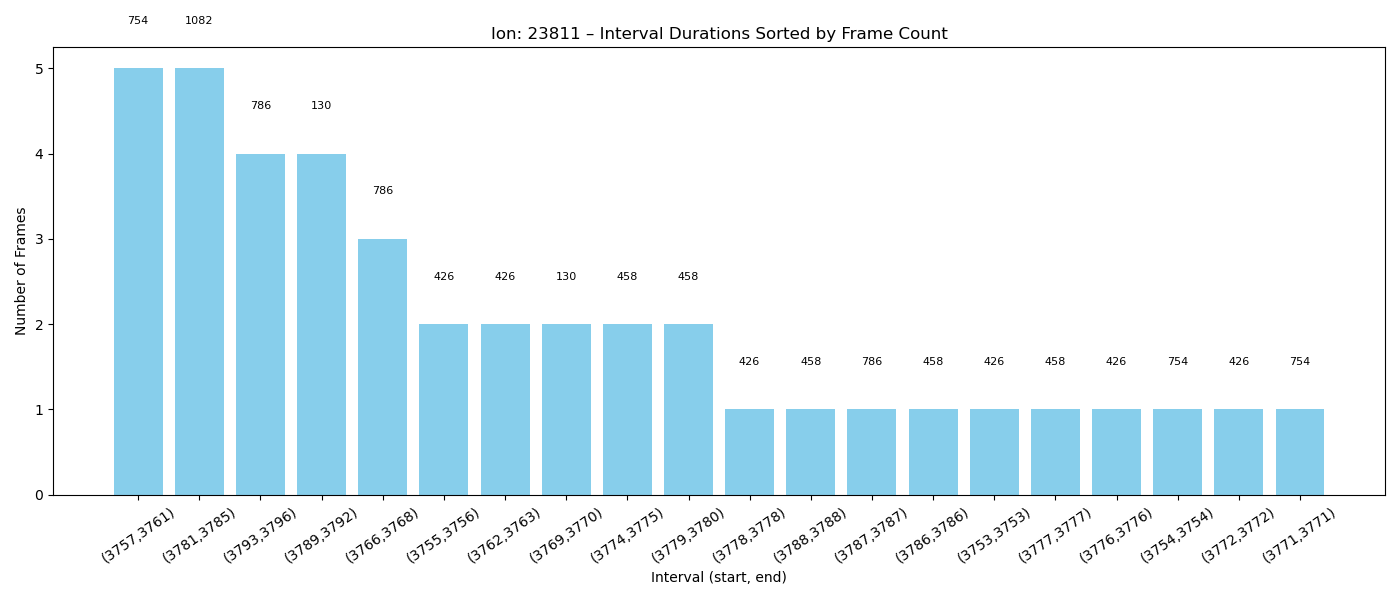 754 1082
Ion: 23811 – Interval Durations Sorted by Frame Count
5
786 130
4
786
3
426 426 130 458 458
2
426 458 786 458 426 458 426 754 426 754
1
0
Number of Frames
(3757,3761) (3781,3785) (3793,3796) (3789,3792) (3766,3768) (3755,3756) (3762,3763) (3769,3770) (3774,3775) (3779,3780) (3778,3778) (3788,3788) (3787,3787) (3786,3786) (3753,3753) (3777,3777) (3776,3776) (3754,3754) (3772,3772) (3771,3771)
Interval (start, end)